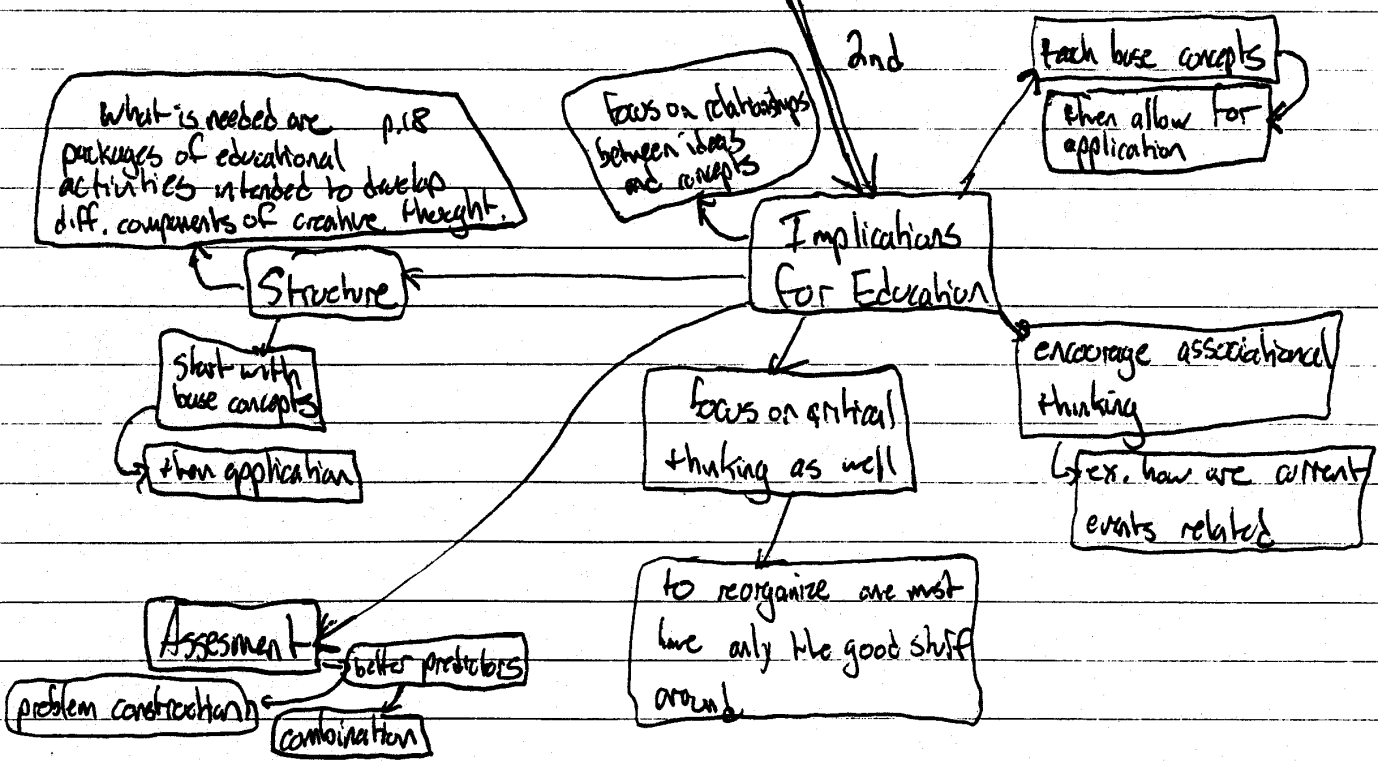 2nd
teach base concepts
then allow for
application
focus on relationships
between ideas
and concepts
What is needed are p.18
packages of educational
activities intended to develop
diff. components of creative thought.
Implications
for Education
Structure
start with
base concepts
then application
focus on critical
thinking as well
encourage associational
thinking
ex. how are current
events related
to reorganize one must
have only the good stuff
around
Assesment
better predictors
problem construction
combination